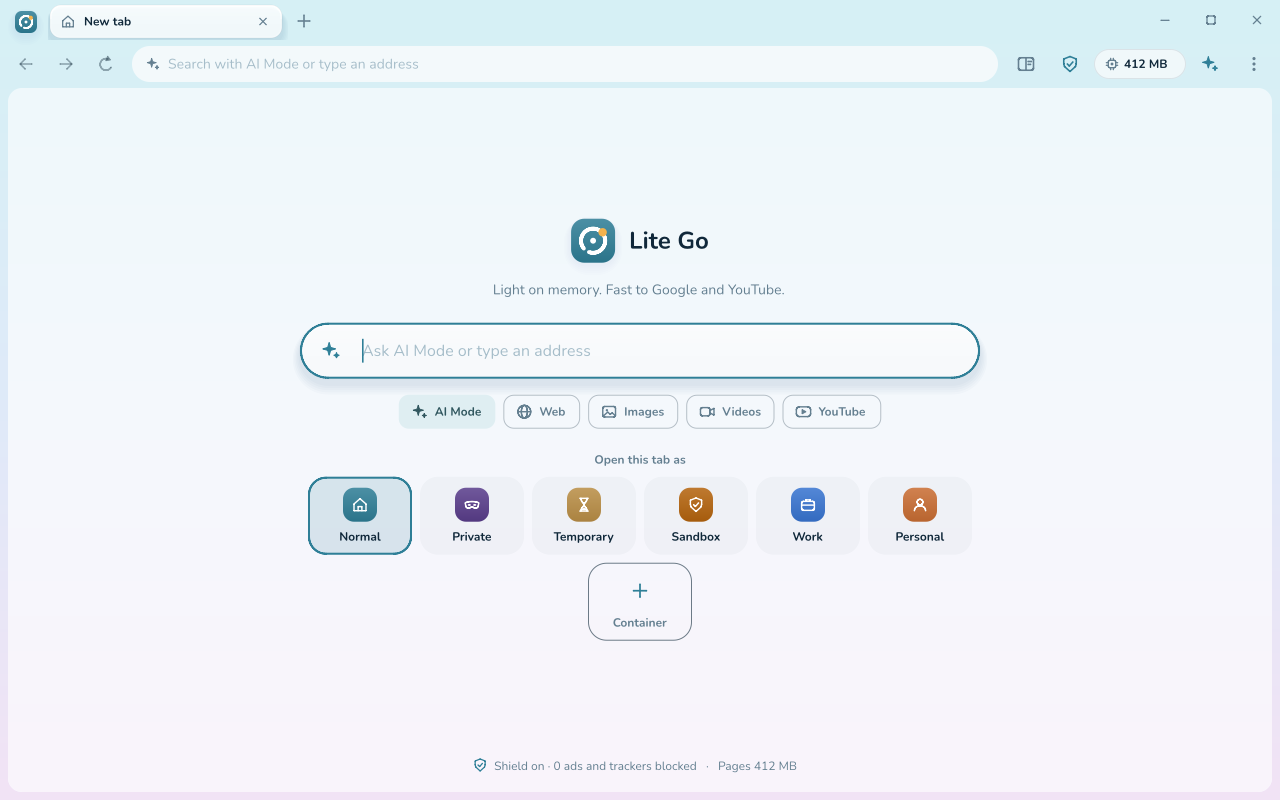 New tab
Search with AI Mode or type an address
412 MB
Lite Go
Light on memory. Fast to Google and YouTube.
Ask AI Mode or type an address
AI Mode
Web
Images
Videos
YouTube
Open this tab as
Normal
Private
Temporary
Sandbox
Work
Personal
Container
Shield on · 0 ads and trackers blocked · Pages 412 MB